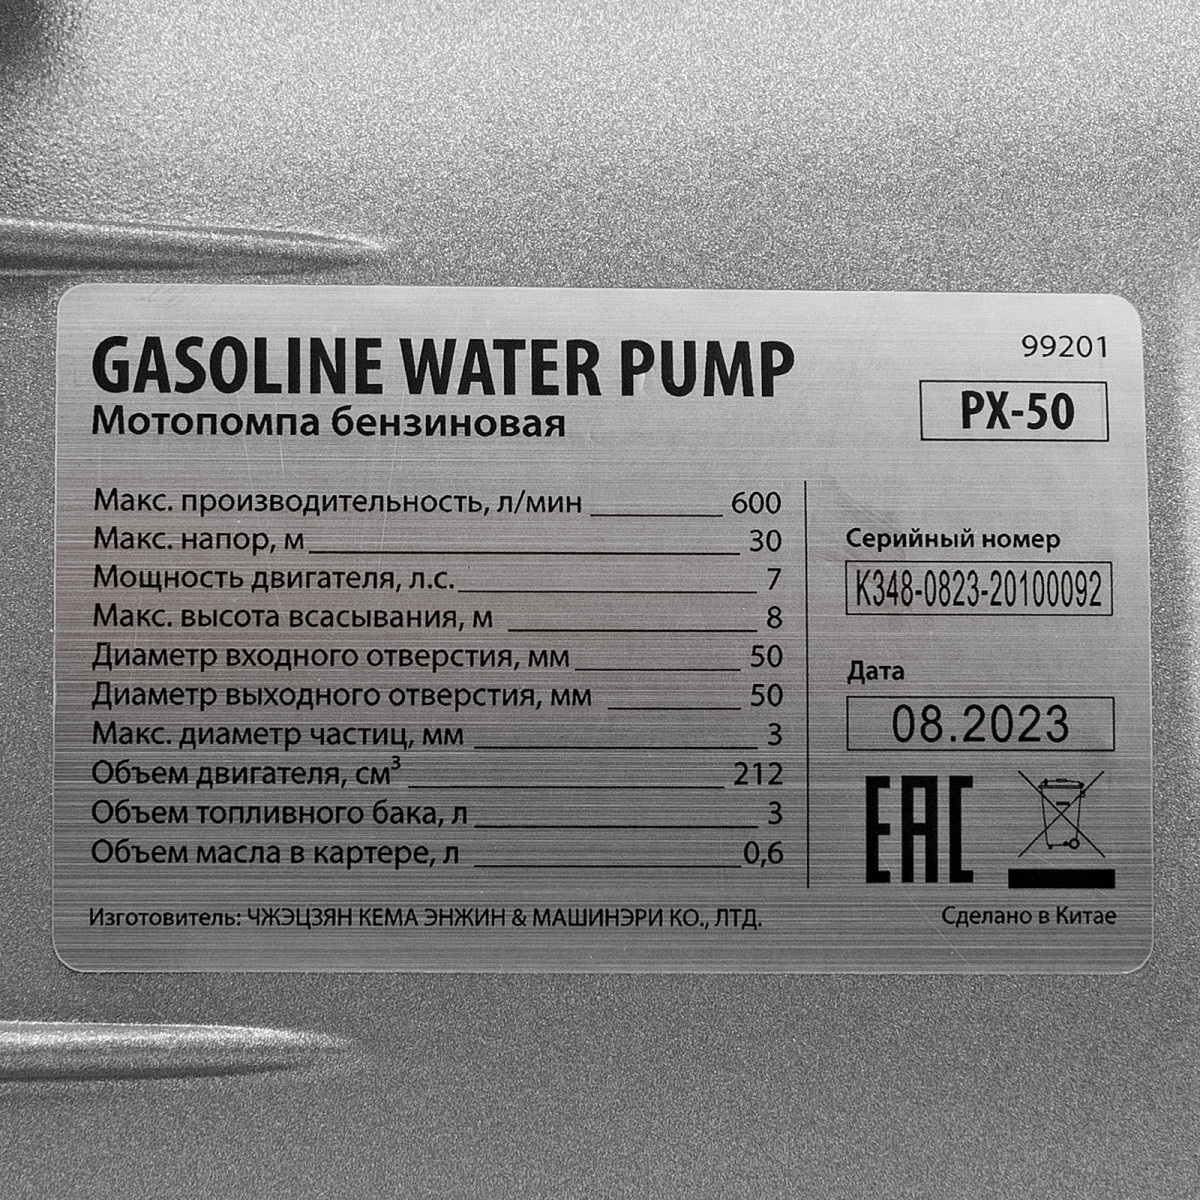 GASOLINE WATER PUMP
Мотопомпа бензиновая
99201
PX-50
Макс. производительность, л/мин 600
Макс. напор, м 30
Мощность двигателя, л.с. 7
Макс. высота всасывания, м 8
Диаметр входного отверстия, мм 50
Диаметр выходного отверстия, мм 50
Макс. диаметр частиц, мм 3
Объем двигателя, см³ 212
Объем топливного бака, л 3
Объем масла в картере, л 0,6
Серийный номер
K348-0823-20100092
Дата
08.2023
EAC
Изготовитель: ЧЖЭЦЗЯН КЕМА ЭНЖИН & МАШИНЭРИ КО., ЛТД.
Сделано в Китае